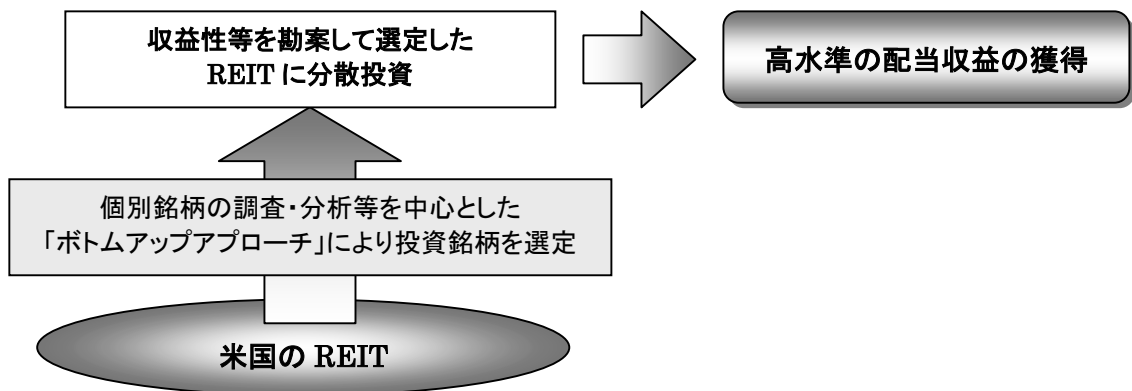 収益性等を勘案して選定した
REIT に分散投資
高水準の配当収益の獲得
個別銘柄の調査・分析等を中心とした
「ボトムアップアプローチ」により投資銘柄を選定
米国の REIT